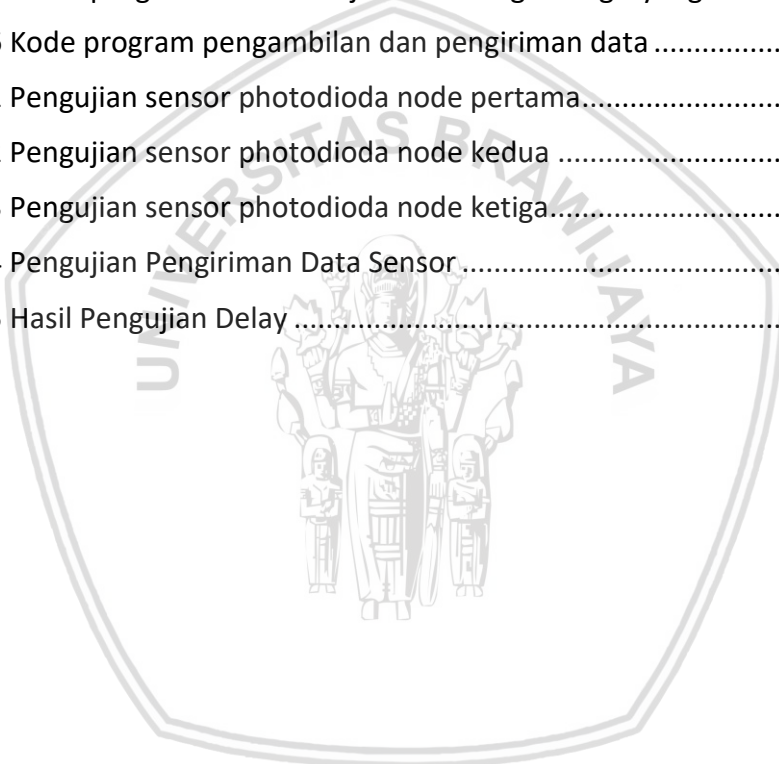 Kode program pengambilan dan pengiriman data ................
Pengujian sensor photodioda node pertama.........................
Pengujian sensor photodioda node kedua ............................
Pengujian sensor photodioda node ketiga.............................
Pengujian Pengiriman Data Sensor ........................................
Hasil Pengujian Delay ..............................................................
UNIVERSITAS BRAWIJAYA